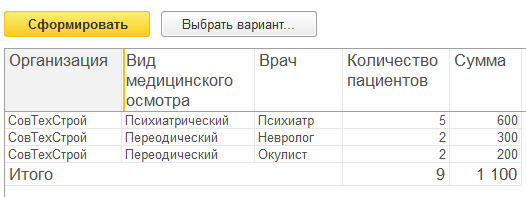 Сформировать Выбрать вариант...
Организация Вид медицинского осмотра Врач Количество пациентов Сумма
СовТехСтрой Психиатрический Психиатр 5 600
СовТехСтрой Переодический Невролог 2 300
СовТехСтрой Переодический Окулист 2 200
Итого 9 1 100